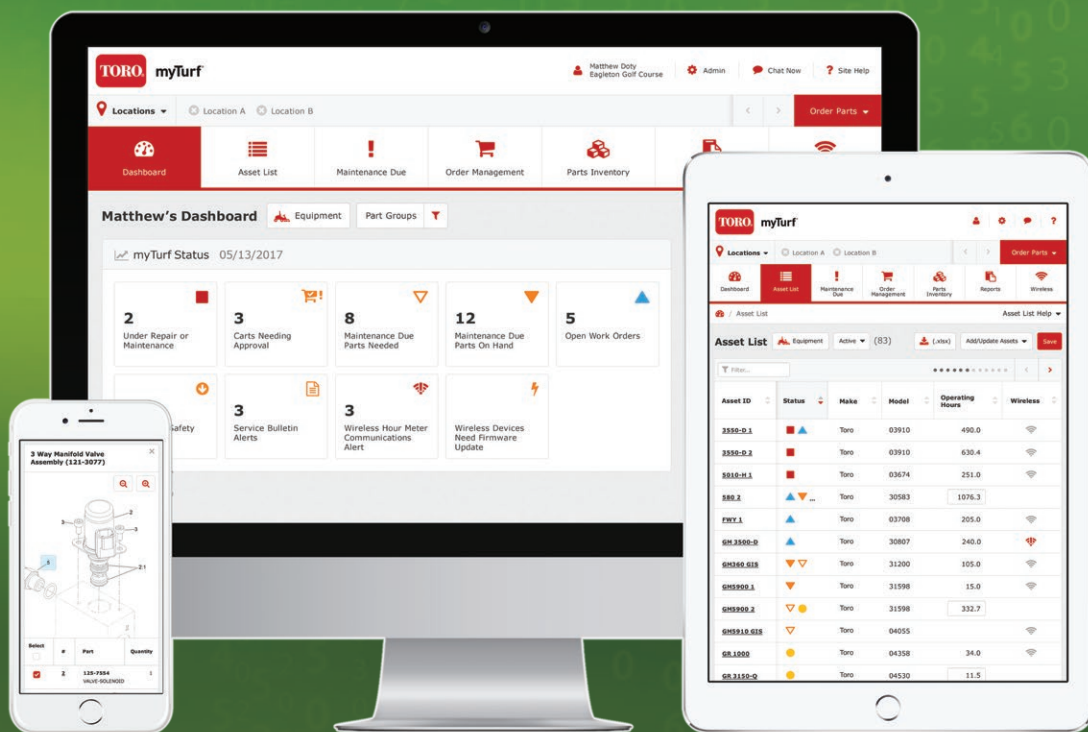 TORO. myTurf
Matthew Doty
Eagleton Golf Course
Admin
Chat Now
? Site Help
Locations
Location A
Location B
Order Parts
Dashboard
Asset List
Maintenance Due
Order Management
Parts Inventory
Matthew's Dashboard
Equipment
Part Groups
myTurf Status 05/13/2017
2
Under Repair or
Maintenance
3
Carts Needing
Approval
8
Maintenance Due
Parts Needed
12
Maintenance Due
Parts On Hand
5
Open Work Orders
Safety
3
Service Bulletin
Alerts
3
Wireless Hour Meter
Communications
Alert
Wireless Devices
Need Firmware
Update
3 Way Manifold Valve
Assembly (121-3077)
2
3
3
2:1
Select # Part Quantity
2 125-7554 1
VALVE-SOLENOID
TORO. myTurf
Locations
Location A
Location B
Order Parts
Dashboard
Asset List
Maintenance
Due
Order
Management
Parts
Inventory
Reports
Wireless
/ Asset List
Asset List Help
Asset List
Equipment
Active
(83)
(.xlsx)
Add/Update Assets
Save
Filter...
Asset ID Status Make Model Operating Hours Wireless
3550-D 1 Toro 03910 490.0
3550-D 2 Toro 03910 630.4
5010-H 1 Toro 03674 251.0
580 2 ... Toro 30583 1076.3
FWY 1 Toro 03708 205.0
GM 3500-D Toro 30807 240.0
GM360 GIS Toro 31200 105.0
GM5900 1 Toro 31598 15.0
GM5900 2 Toro 31598 332.7
GM5910 GIS Toro 04055
GR 1000 Toro 04358 34.0
GR 3150-Q Toro 04530 11.5